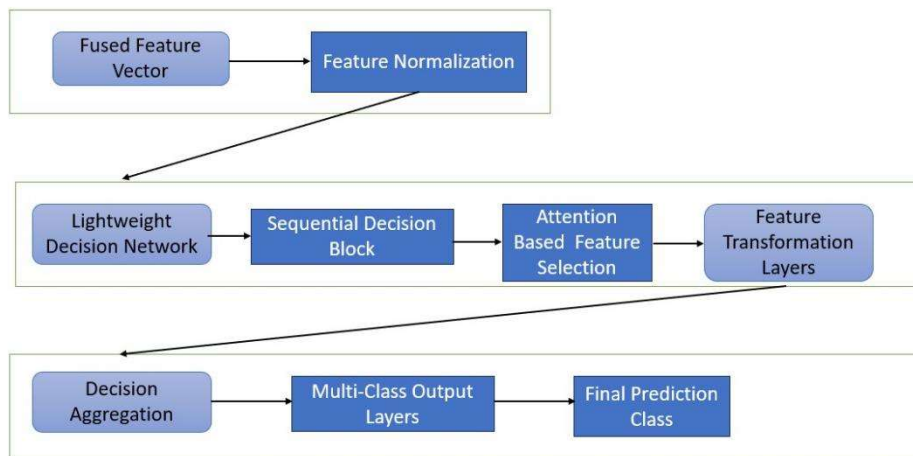 Fused Feature
Vector
Feature Normalization
Lightweight
Decision Network
Sequential Decision
Block
Attention
Based Feature
Selection
Feature
Transformation
Layers
Decision
Aggregation
Multi-Class Output
Layers
Final Prediction
Class